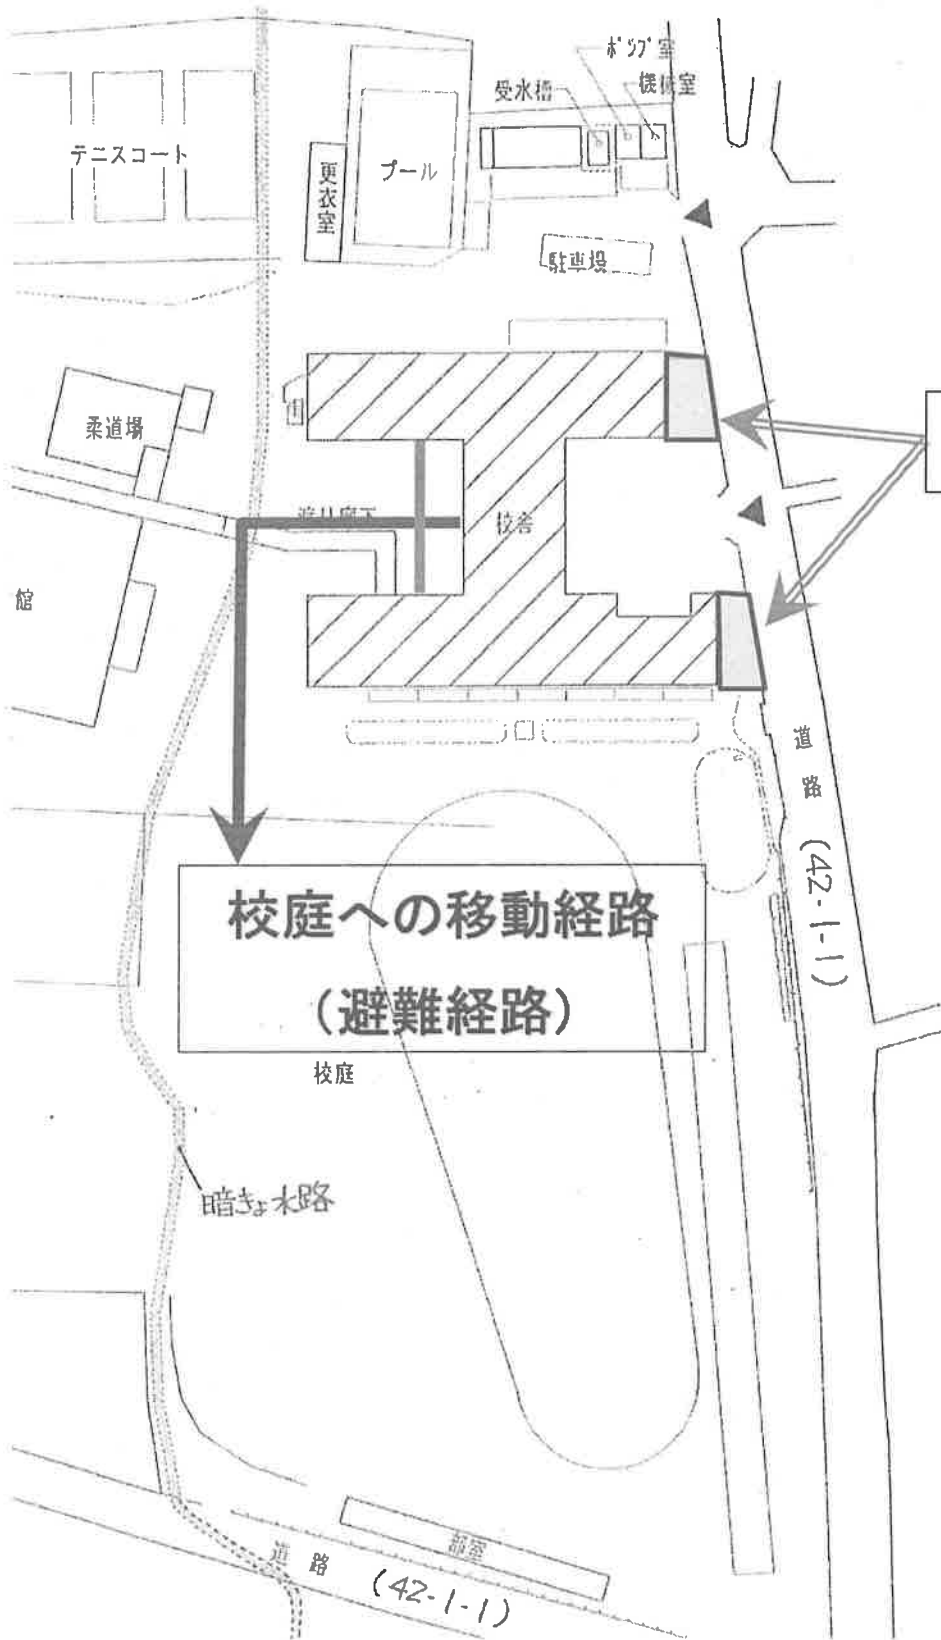 ポンプ室
機械室
受水槽
テニスコート
プール
更衣室
駐車場
柔道場
渡り廊下
校舎
館
道路 (42-1-1)
校庭への移動経路
(避難経路)
校庭
暗きょ水路
部室
道路 (42-1-1)